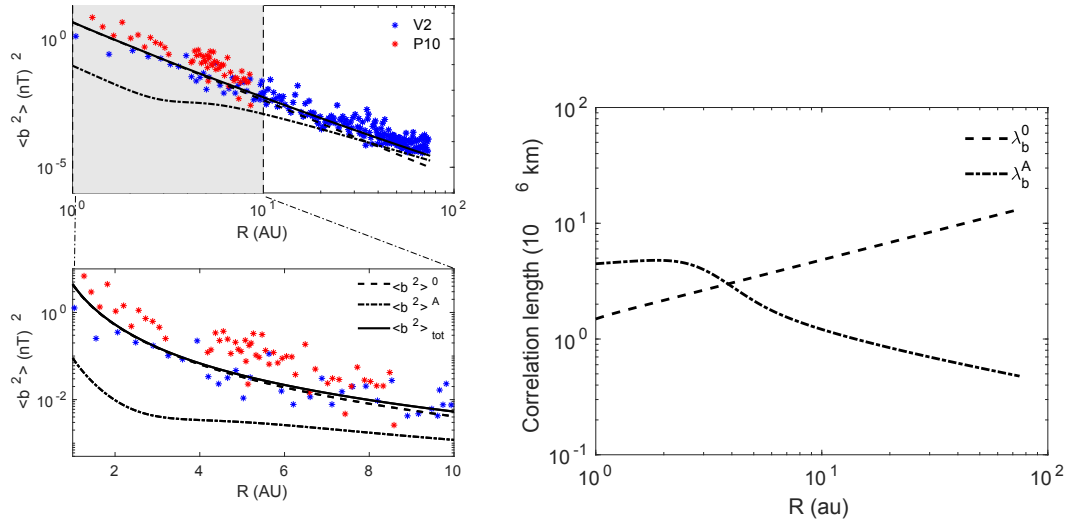 V2
P10
10^0
10^-5
<b^2> (nT)^2
10^0
10^1
10^2
R (AU)
<b^2>^0
<b^2>^A
<b^2>_tot
10^0
10^-2
<b^2> (nT)^2
2
4
6
8
10
R (AU)
λ_b^0
λ_b^A
10^2
10^1
10^0
10^-1
Correlation length (10^6 km)
10^0
10^1
10^2
R (au)